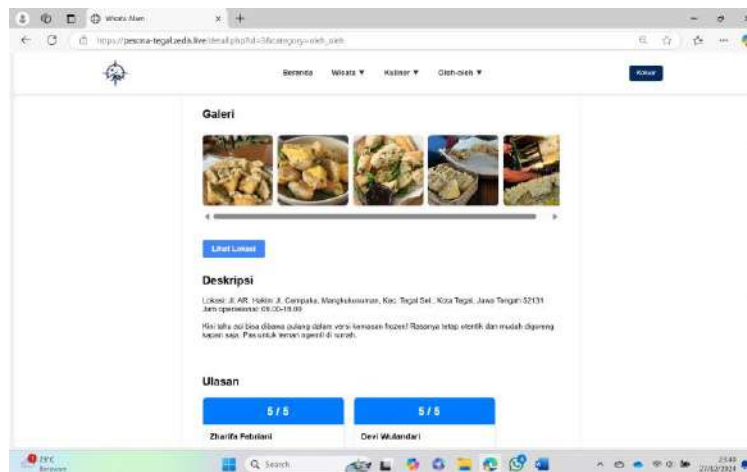 Wisata Alam
https://pesona-tegal.zedis.live/detail.php?id=3&category=oleh_oleh
Beranda Wisata ▼ Kuliner ▼ Oleh-oleh ▼ Keluar
Galeri
Lihat Lokasi
Deskripsi
Lokasi: Jl. AR. Hakim Jl. Cempaka, Mangkukusuman, Kec. Tegal Sel., Kota Tegal, Jawa Tengah 52131
Jam operasional: 09.00-18.00
Kini tahu aci bisa dibawa pulang dalam versi kemasan frozen! Rasanya tetap otentik dan mudah digoreng
kapan saja. Pas untuk teman ngemil di rumah.
Ulasan
5 / 5 5 / 5
Zharifa Febriani Devi Wulandari
Search
23:48